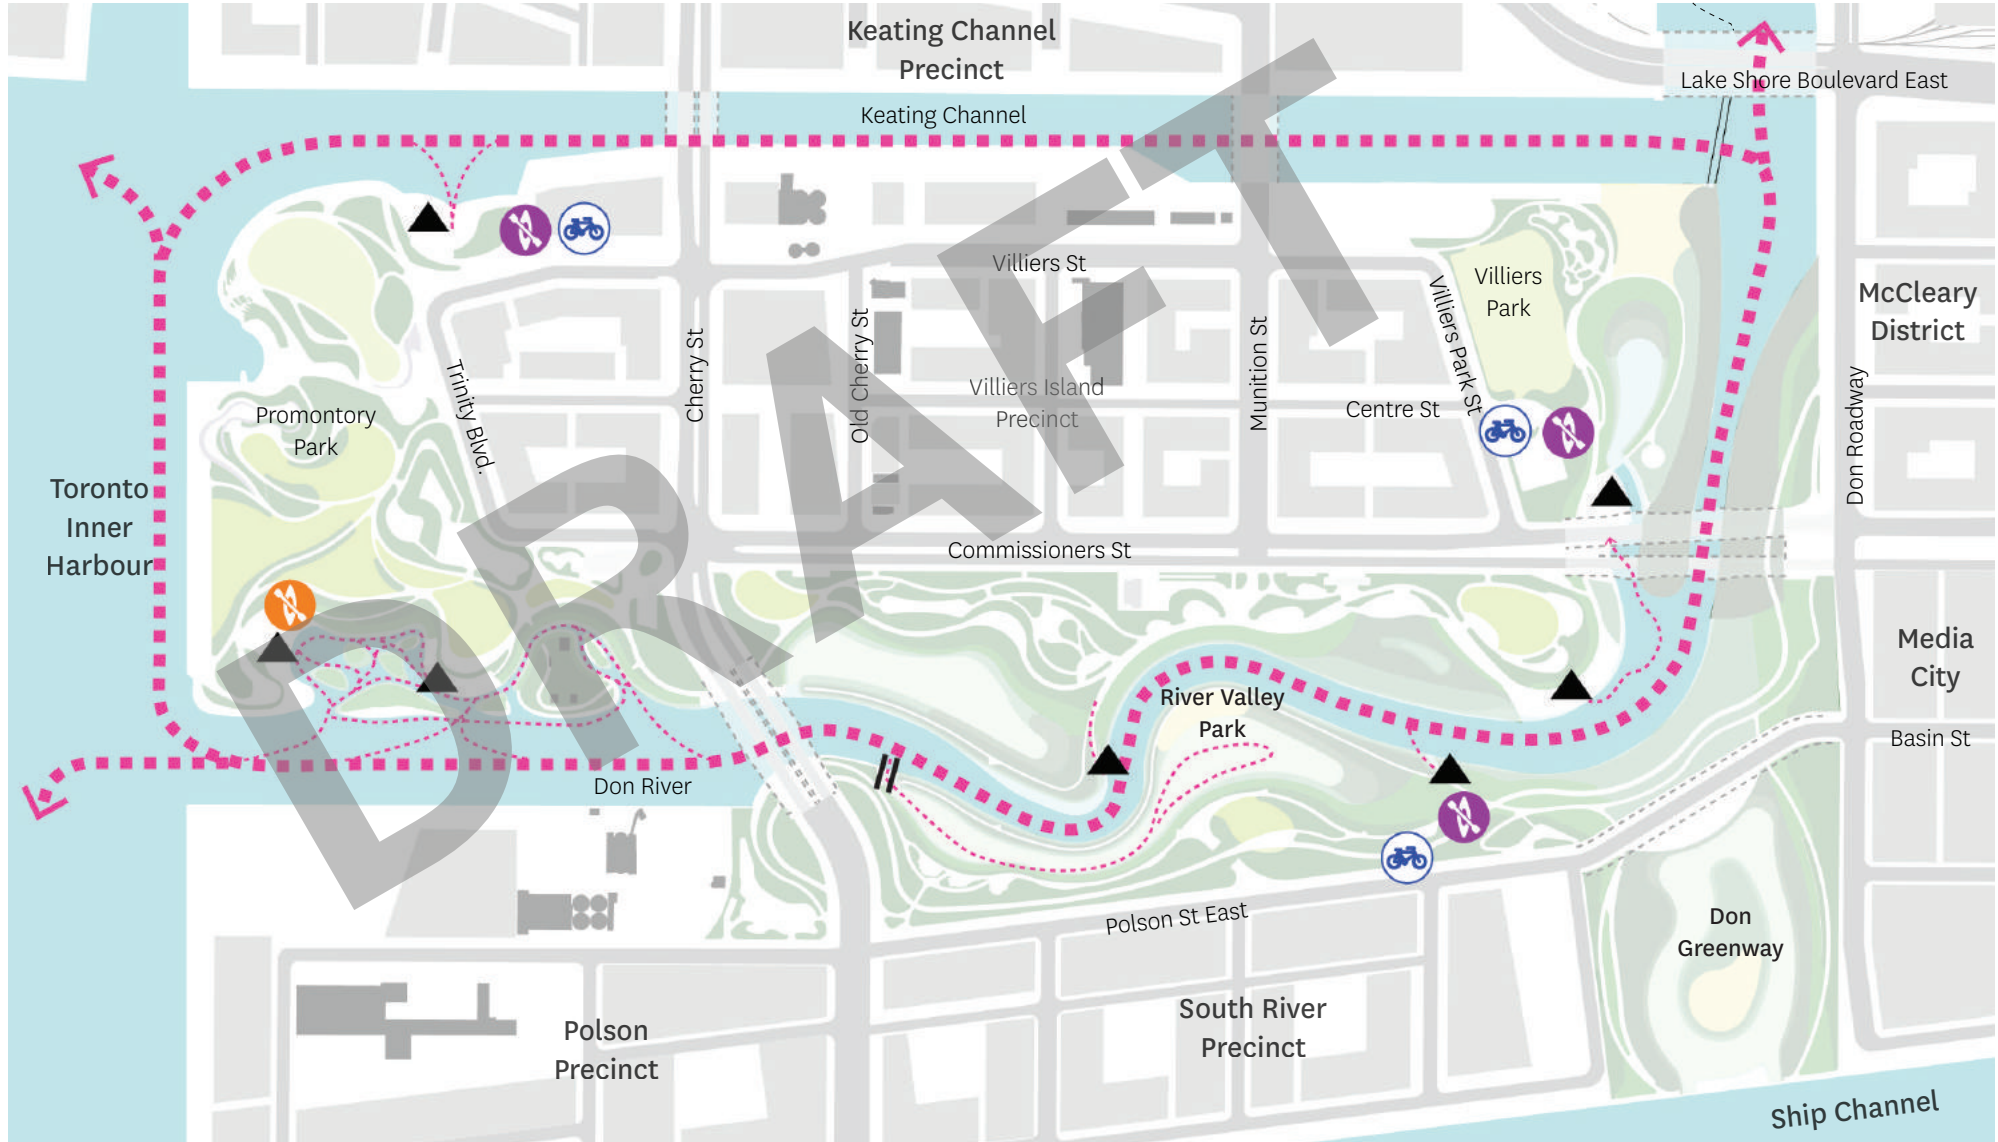 Keating Channel
Precinct
Lake Shore Boulevard East
Keating Channel
Villiers St
Villiers
Park
McCleary
District
Villiers Park St
Trinity Blvd.
Cherry St
Old Cherry St
Munition St
Villiers Island
Precinct
Centre St
Don Roadway
Promontory
Park
Toronto
Inner
Harbour
Commissioners St
DRAFT
Media
City
River Valley
Park
Basin St
Don River
Polson St East
Don
Greenway
South River
Precinct
Polson
Precinct
Ship Channel